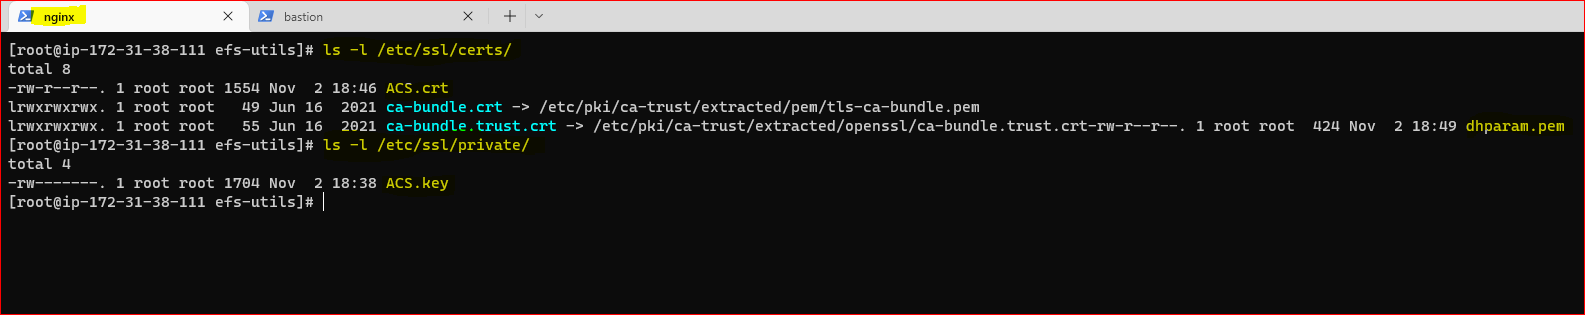 nginx bastion
[root@ip-172-31-38-111 efs-utils]# ls -l /etc/ssl/certs/
total 8
-rw-r--r--. 1 root root 1554 Nov  2 18:46 ACS.crt
lrwxrwxrwx. 1 root root   49 Jun 16  2021 ca-bundle.crt -> /etc/pki/ca-trust/extracted/pem/tls-ca-bundle.pem
lrwxrwxrwx. 1 root root   55 Jun 16  2021 ca-bundle.trust.crt -> /etc/pki/ca-trust/extracted/openssl/ca-bundle.trust.crt-rw-r--r--. 1 root root  424 Nov  2 18:49 dhparam.pem
[root@ip-172-31-38-111 efs-utils]# ls -l /etc/ssl/private/
total 4
-rw-------. 1 root root 1704 Nov  2 18:38 ACS.key
[root@ip-172-31-38-111 efs-utils]#